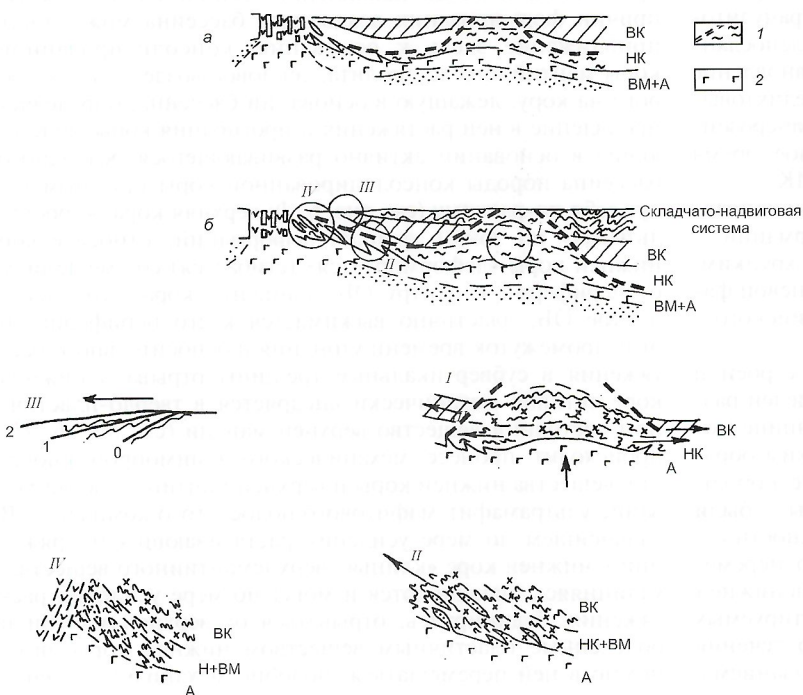 а
ВК
НК
ВМ+А
1
2
IV
III
б
I
II
Складчато-надвиговая
система
ВК
НК
ВМ+А
III
2
1
0
I
ВК
НК
А
IV
ВК
Н+ВМ
А
II
ВК
НК+ВМ
А